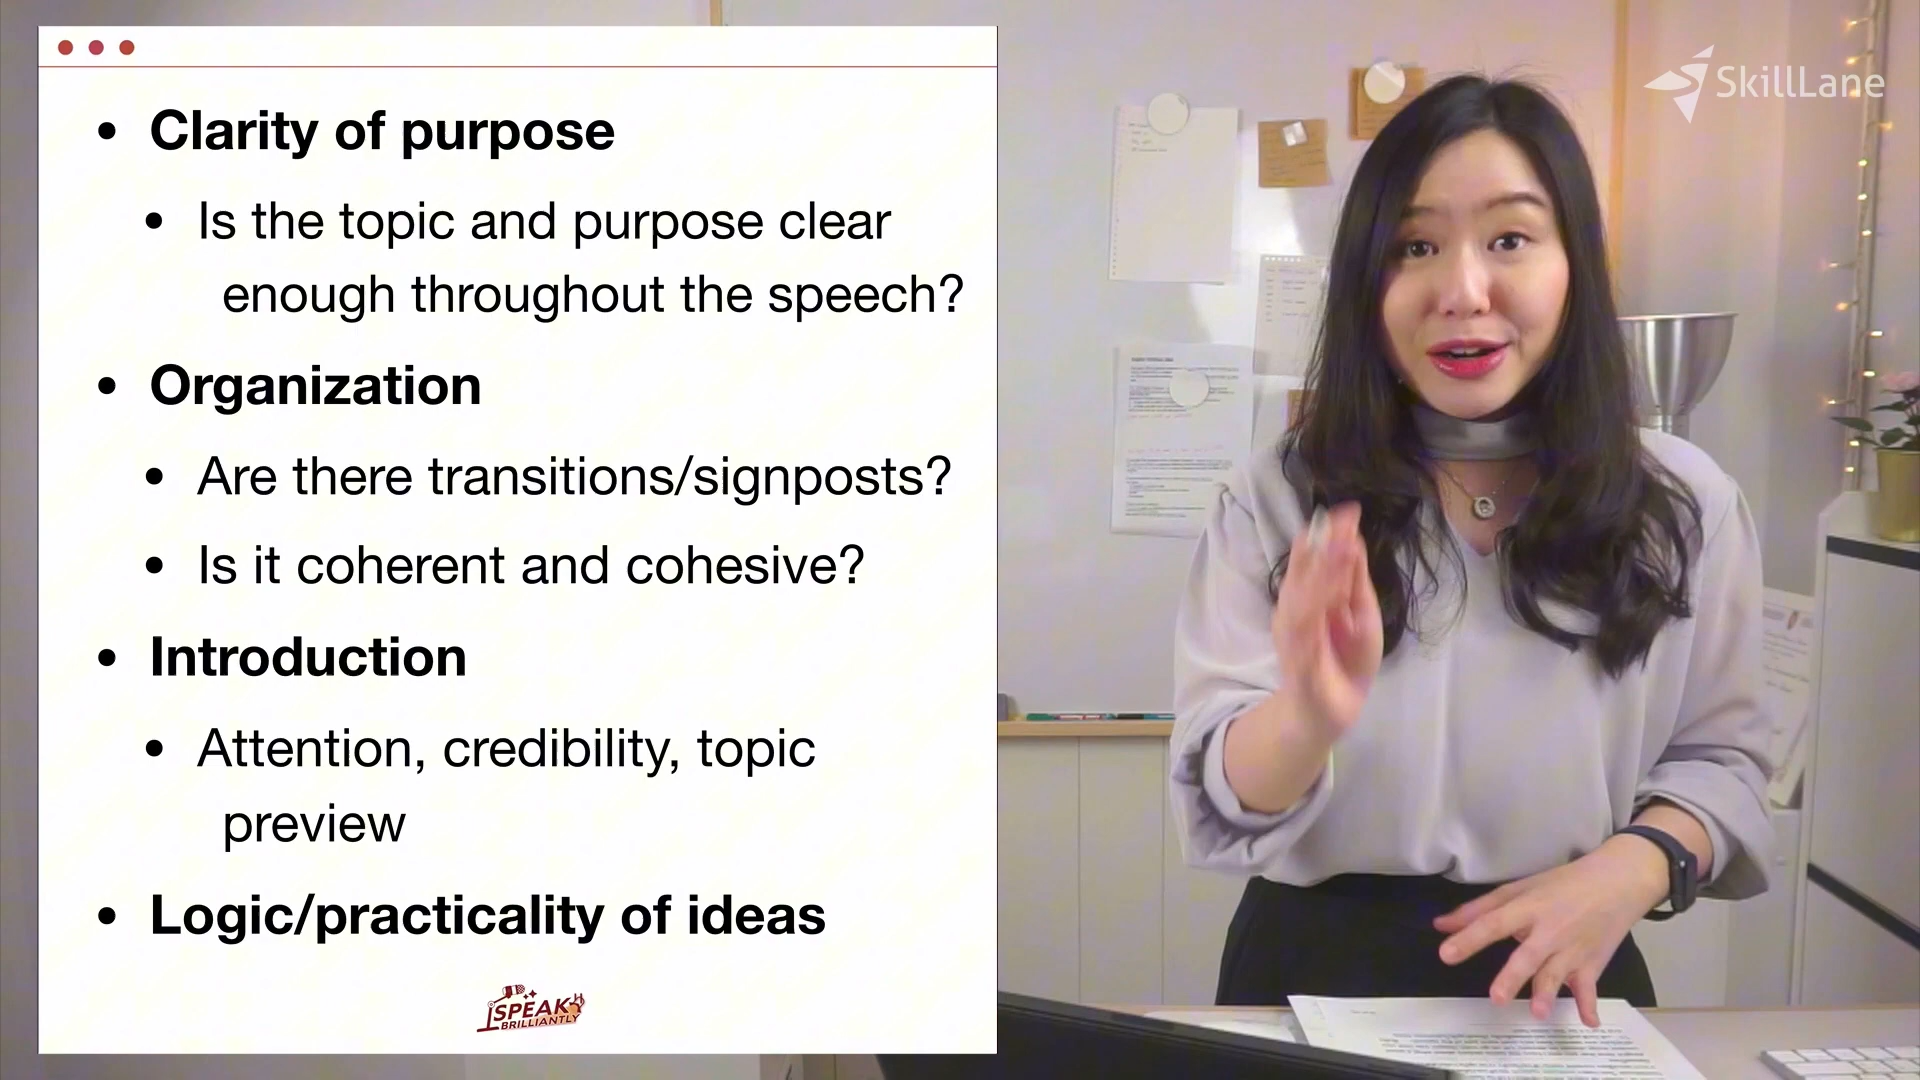 • Clarity of purpose
• Is the topic and purpose clear
enough throughout the speech?
• Organization
• Are there transitions/signposts?
• Is it coherent and cohesive?
• Introduction
• Attention, credibility, topic
preview
• Logic/practicality of ideas
SPEAK
BRILLIANTLY
SkillLane